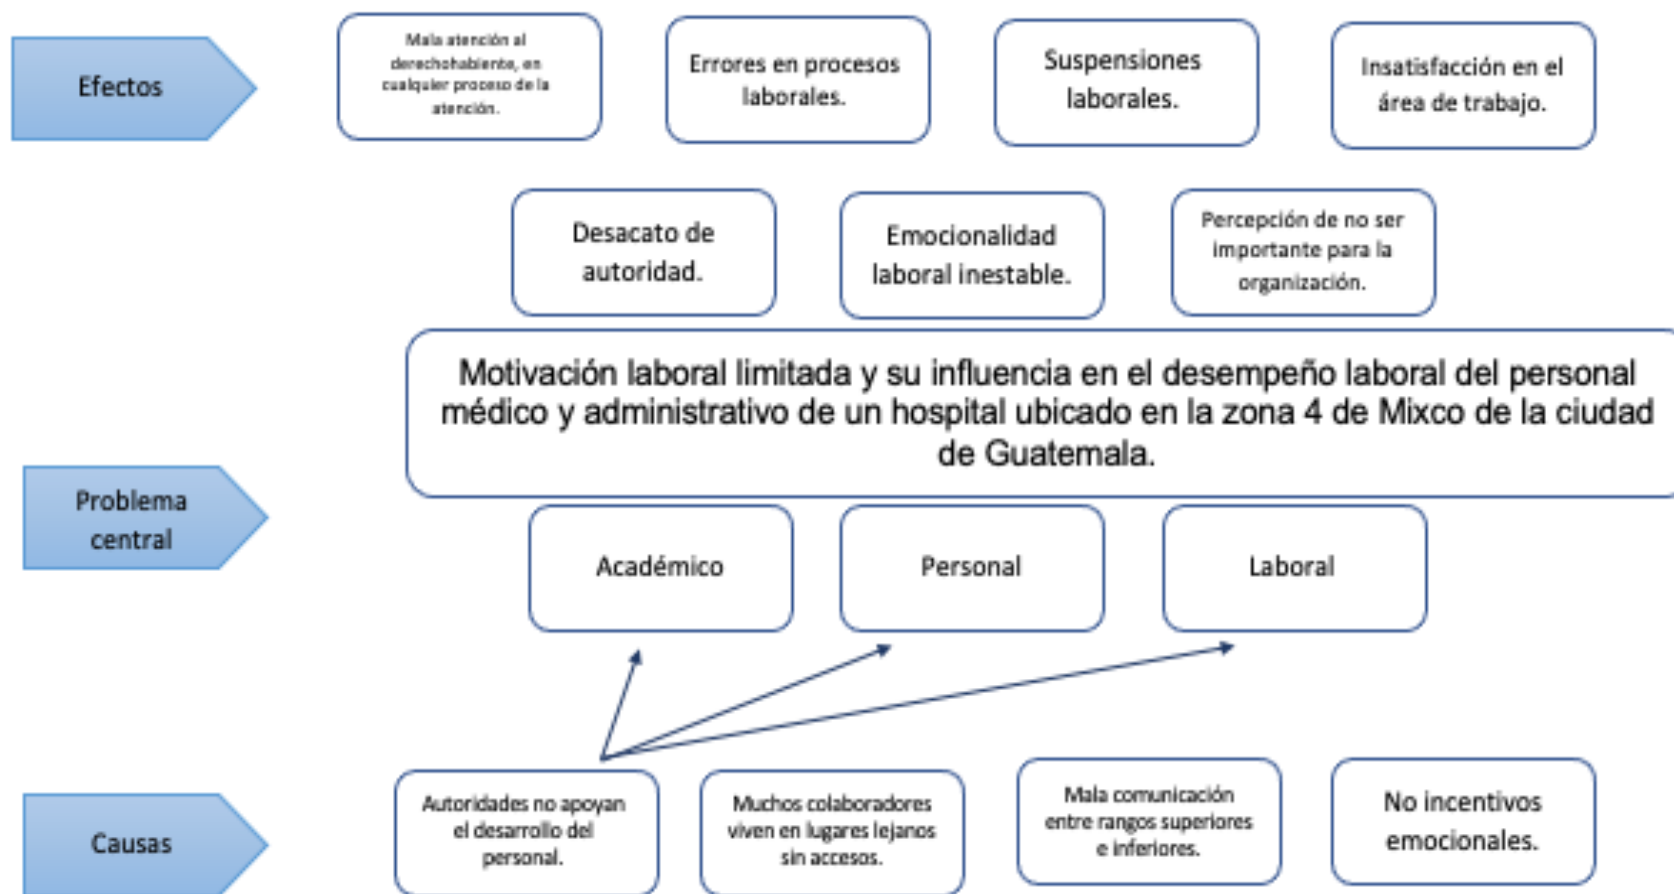 Efectos
Mala atención al
derechohabiente, en
cualquier proceso de la
atención.
Errores en procesos
laborales.
Suspensiones
laborales.
Insatisfacción en el
área de trabajo.
Desacato de
autoridad.
Emocionalidad
laboral inestable.
Percepción de no ser
importante para la
organización.
Problema
central
Motivación laboral limitada y su influencia en el desempeño laboral del personal
médico y administrativo de un hospital ubicado en la zona 4 de Mixco de la ciudad
de Guatemala.
Académico
Personal
Laboral
Causas
Autoridades no apoyan
el desarrollo del
personal.
Muchos colaboradores
viven en lugares lejanos
sin accesos.
Mala comunicación
entre rangos superiores
e inferiores.
No incentivos
emocionales.